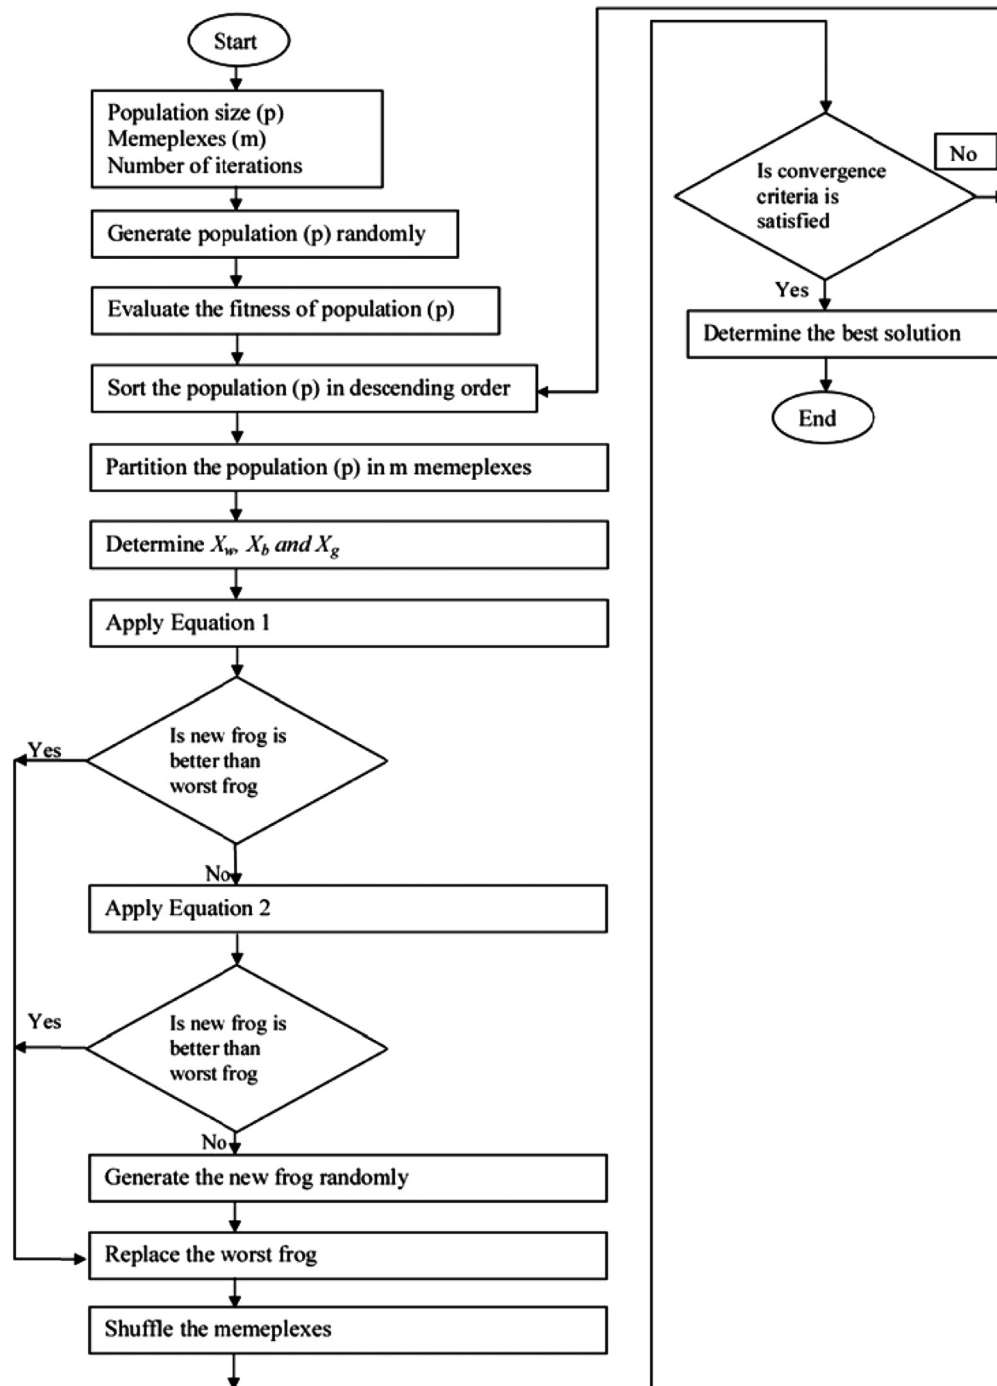 Start
Population size (p)
Memeplexes (m)
Number of iterations
Generate population (p) randomly
Evaluate the fitness of population (p)
Sort the population (p) in descending order
Partition the population (p) in m memeplexes
Determine Xw, Xb and Xg
Apply Equation 1
Is new frog is
better than
worst frog
Yes
No
Apply Equation 2
Is new frog is
better than
worst frog
Yes
No
Generate the new frog randomly
Replace the worst frog
Shuffle the memeplexes
Is convergence
criteria is
satisfied
No
Yes
Determine the best solution
End